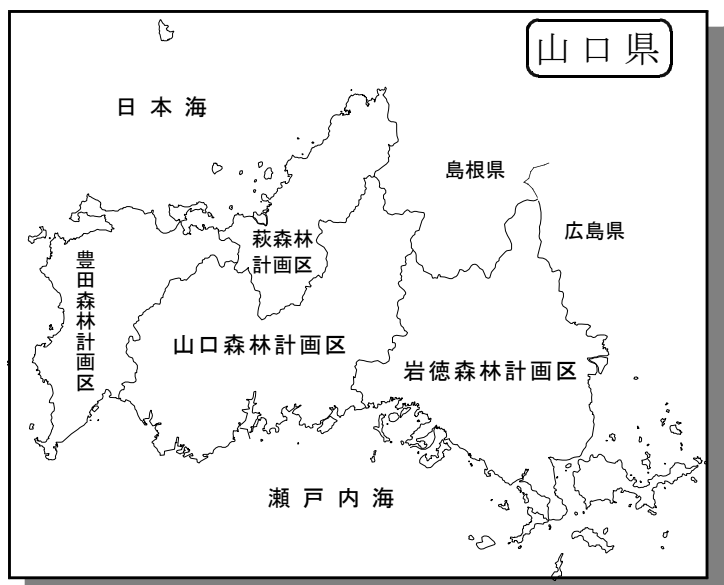 山口県
日本海
島根県
広島県
萩森林
計画区
豊田森林計画区
山口森林計画区
岩徳森林計画区
瀬戸内海